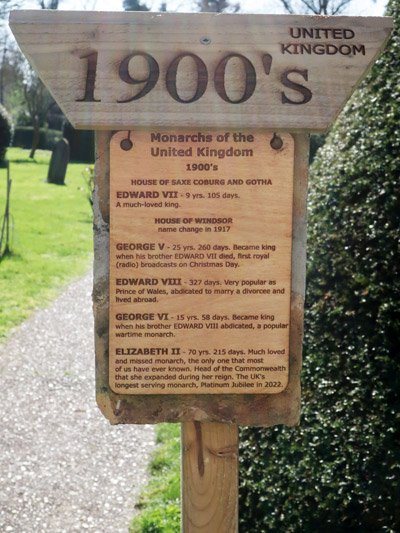 UNITED
KINGDOM
1900's
Monarchs of the
United Kingdom
1900's
HOUSE OF SAXE COBURG AND GOTHA
EDWARD VII - 9 yrs. 105 days.
A much-loved king.
HOUSE OF WINDSOR
name change in 1917
GEORGE V - 25 yrs. 260 days. Became king
when his brother EDWARD VII died, first royal
(radio) broadcasts on Christmas Day.
EDWARD VIII - 327 days. Very popular as
Prince of Wales, abdicated to marry a divorcee and
lived abroad.
GEORGE VI - 15 yrs. 58 days. Became king
when his brother EDWARD VIII abdicated, a popular
wartime monarch.
ELIZABETH II - 70 yrs. 215 days. Much loved
and missed monarch, the only one that most
of us have ever known. Head of the Commonwealth
that she expanded during her reign. The UK's
longest serving monarch, Platinum Jubilee in 2022.